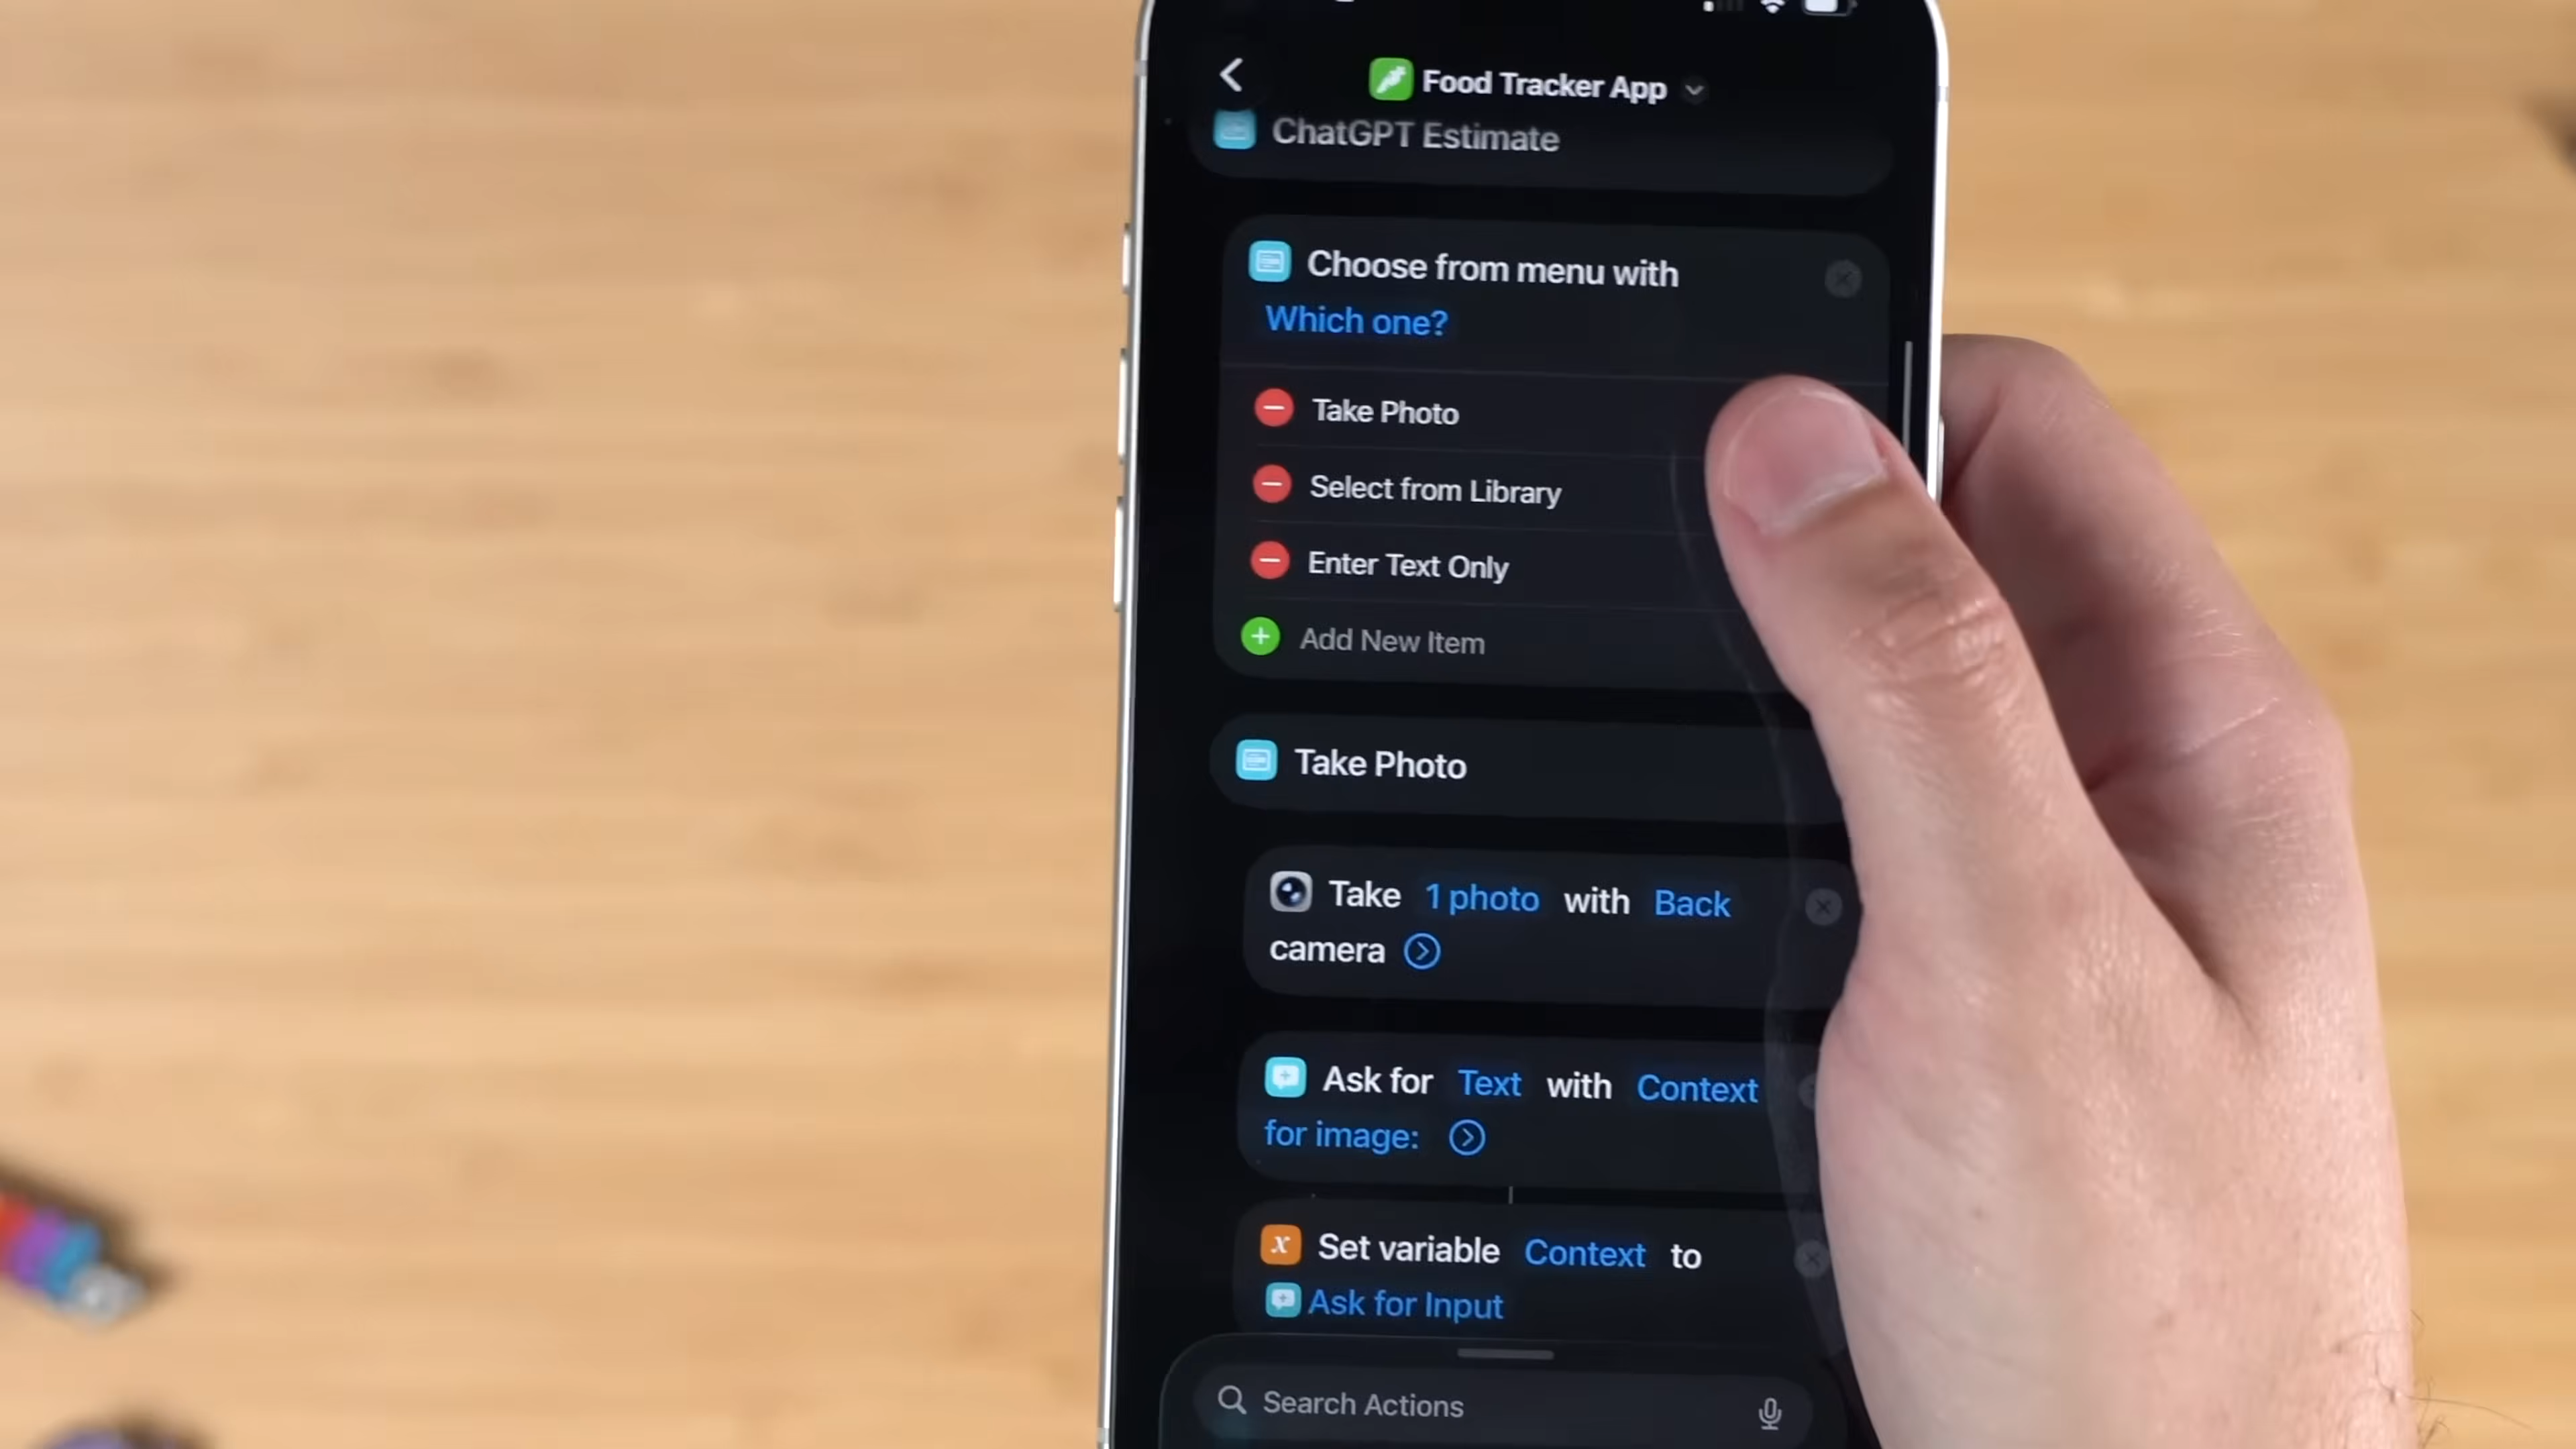 Food Tracker App
ChatGPT Estimate
Choose from menu with
Which one?
Take Photo
Select from Library
Enter Text Only
Add New Item
Take Photo
Take 1 photo with Back
camera
Ask for Text with Context
for image:
x Set variable Context to
Ask for Input
Search Actions